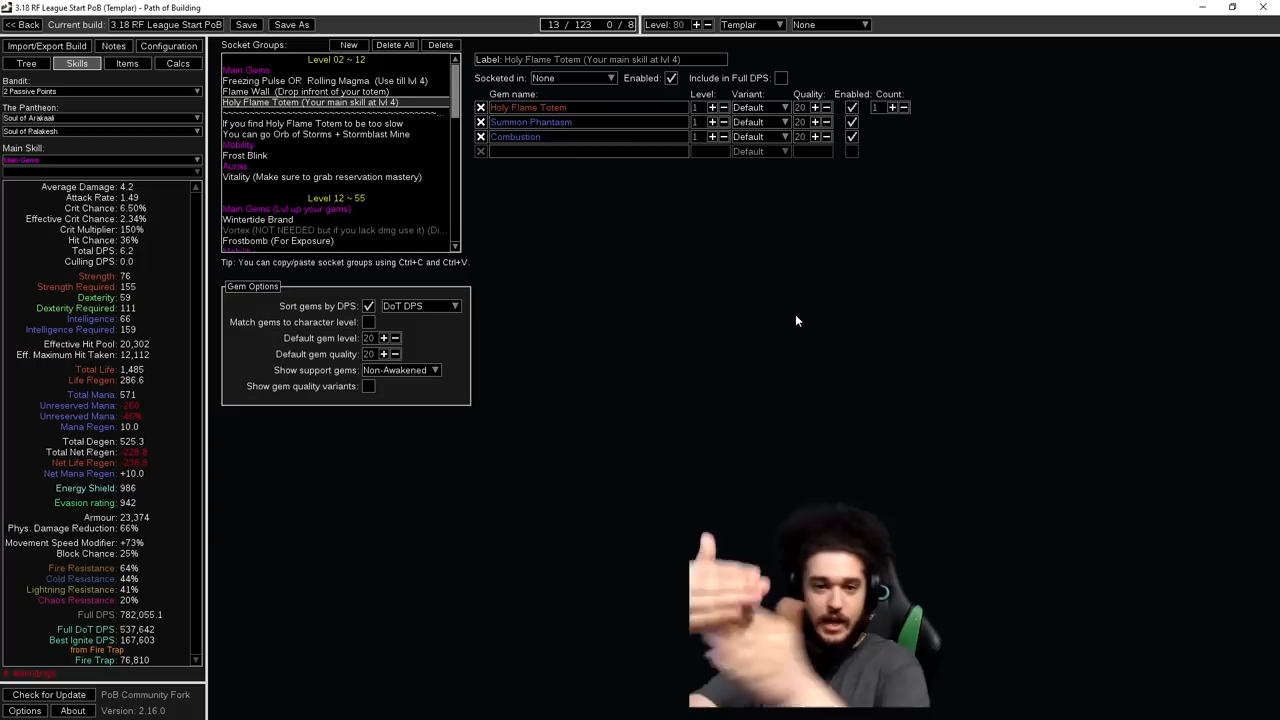 3.18 RF League Start PoB (Templar) - Path of Building
<< Back Current build: 3.18 RF League Start PoB Save Save As 13 / 123 0 / 8 Level: 80 Templar None
Import/Export Build Notes Configuration
Tree Skills Items Calcs
Bandit:
2 Passive Points
The Pantheon:
Soul of Arakaali
Soul of Ralakesh
Main Skill:
Main Gems
Average Damage: 4.2
Attack Rate: 1.49
Crit Chance: 6.50%
Effective Crit Chance: 2.34%
Crit Multiplier: 150%
Hit Chance: 36%
Total DPS: 6.2
Culling DPS: 0.0
Strength: 76
Strength Required: 155
Dexterity: 59
Dexterity Required: 111
Intelligence: 66
Intelligence Required: 159
Effective Hit Pool: 20,302
Eff. Maximum Hit Taken: 12,112
Total Life: 1,485
Life Regen: 286.6
Total Mana: 571
Unreserved Mana: -260
Unreserved Mana: -46%
Mana Regen: 10.0
Total Degen: 525.3
Total Net Regen: -228.8
Net Life Regen: -238.8
Net Mana Regen: +10.0
Energy Shield: 986
Evasion rating: 942
Armour: 23,374
Phys. Damage Reduction: 66%
Movement Speed Modifier: +73%
Block Chance: 25%
Fire Resistance: 64%
Cold Resistance: 44%
Lightning Resistance: 41%
Chaos Resistance: 20%
Full DPS: 782,055.1
Full DoT DPS: 537,642
Best Ignite DPS: 167,603
from Fire Trap
Fire Trap: 76,810
Check for Update PoB Community Fork
Options About Version: 2.16.0
Socket Groups: New Delete All Delete
Level 02 ~ 12
Main Gems
Freezing Pulse OR Rolling Magma (Use till lvl 4)
Flame Wall (Drop infront of your totem)
Holy Flame Totem (Your main skill at lvl 4)
~~~~~~~~~~~~~~~~~~~~~~~~~~~~~~...
If you find Holy Flame Totem to be too slow
You can go Orb of Storms + Stormblast Mine
Mobility
Frost Blink
Auras
Vitality (Make sure to grab reservation mastery)
Level 12 ~ 55
Main Gems (Lvl up your gems)
Wintertide Brand
Vortex (NOT NEEDED but if you lack dmg use it) (Di...
Frostbomb (For Exposure)
Mobility
Tip: You can copy/paste socket groups using Ctrl+C and Ctrl+V.
Gem Options
Sort gems by DPS: DoT DPS
Match gems to character level:
Default gem level: 20
Default gem quality: 20
Show support gems: Non-Awakened
Show gem quality variants:
Label: Holy Flame Totem (Your main skill at lvl 4)
Socketed in: None Enabled: Include in Full DPS:
Gem name: Level: Variant: Quality: Enabled: Count:
Holy Flame Totem 1 Default 20 1
Summon Phantasm 1 Default 20
Combustion 1 Default 20
Default